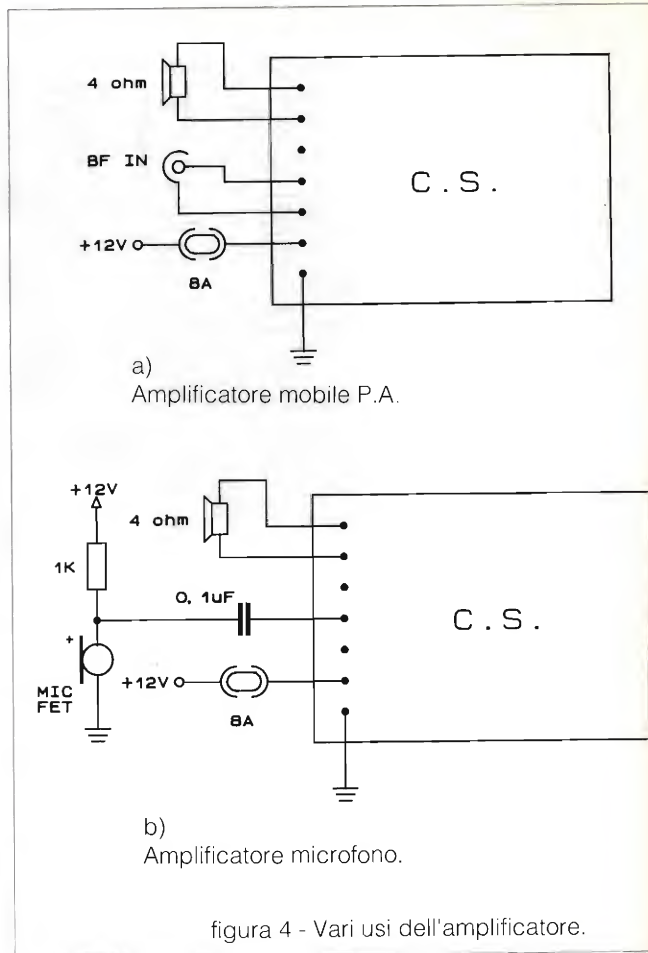 4 ohm
BF IN
+12V
8A
C.S.
a)
Amplificatore mobile P.A.
+12V
4 ohm
1K
0,1uF
+
MIC
FET
+12V
8A
C.S.
b)
Amplificatore microfono.
figura 4 - Vari usi dell'amplificatore.